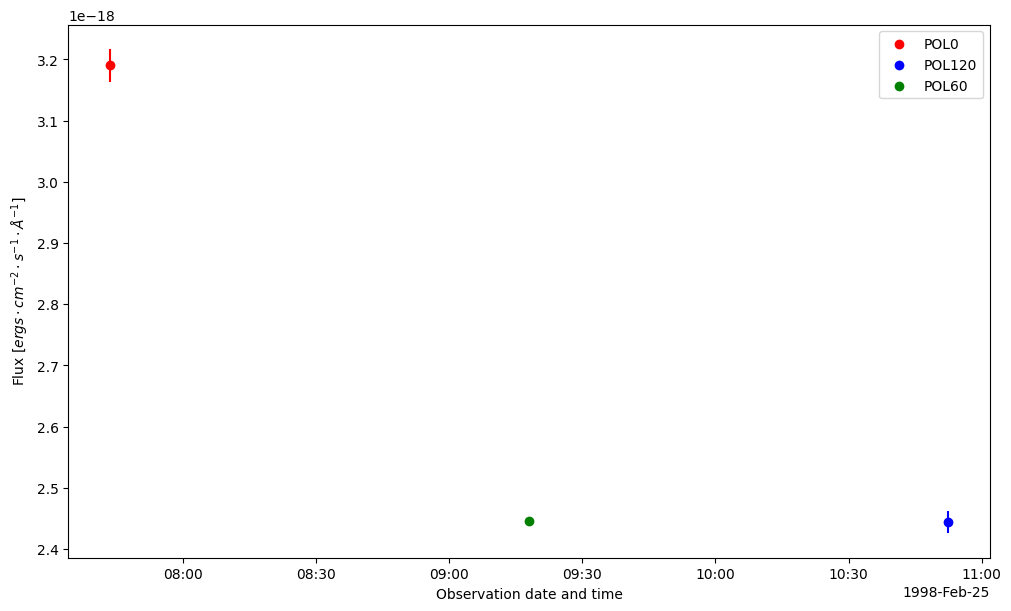 1e−18
3.2
3.1
3.0
2.9
2.8
2.7
2.6
2.5
2.4
Flux [ergs · cm⁻² · s⁻¹ · Å⁻¹]
POL0
POL120
POL60
08:00 08:30 09:00 09:30 10:00 10:30 11:00
1998-Feb-25
Observation date and time